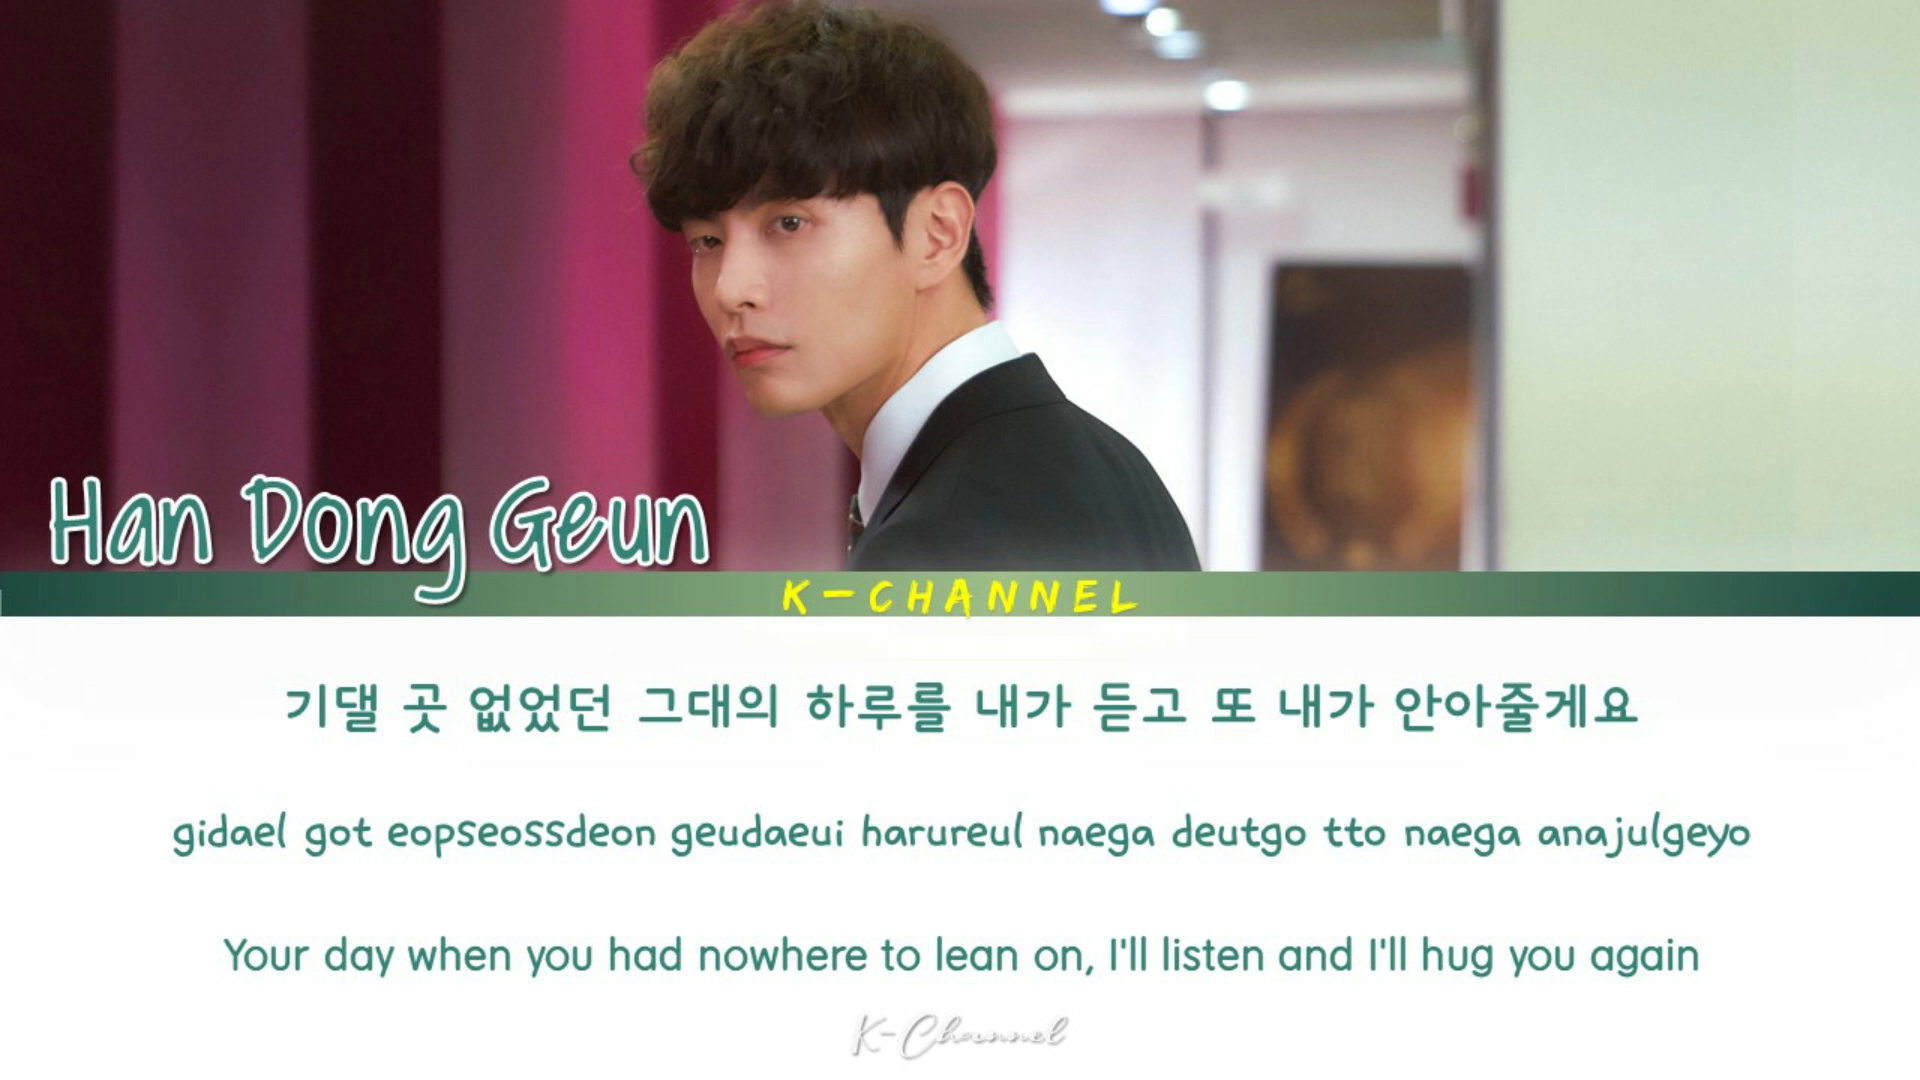 Han Dong Geun
K-CHANNEL
기댈 곳 없었던 그대의 하루를 내가 듣고 또 내가 안아줄게요
gidael got eopseossdeon geudaeui harureul naega deutgo tto naega anajulgeyo
Your day when you had nowhere to lean on, I'll listen and I'll hug you again
K-Channel